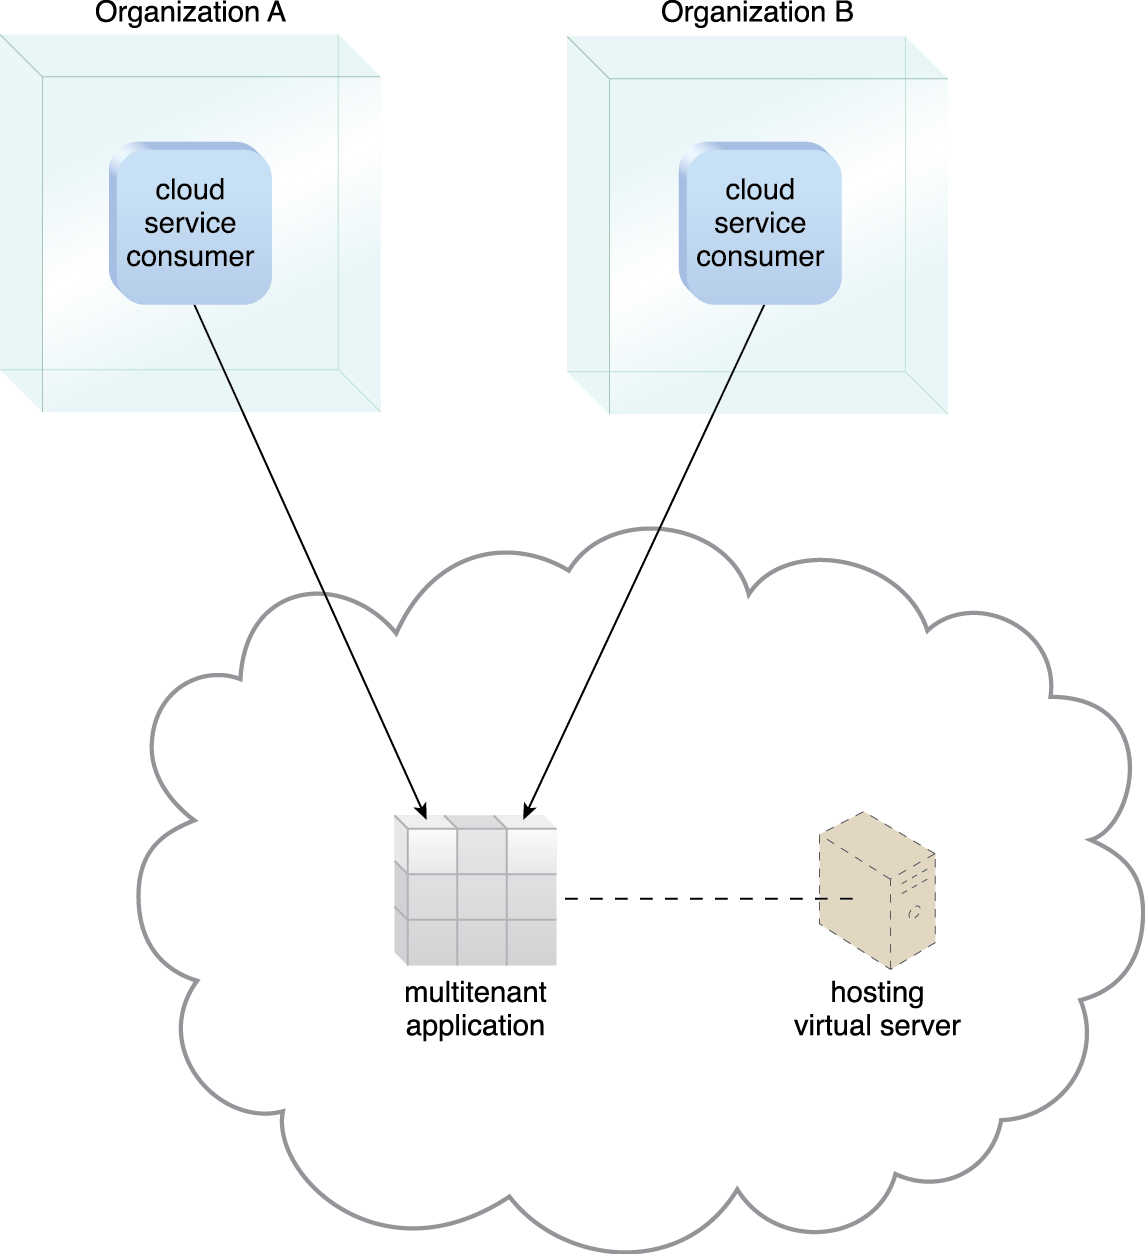 Organization A
Organization B
cloud
service
consumer
cloud
service
consumer
multitenant
application
hosting
virtual server